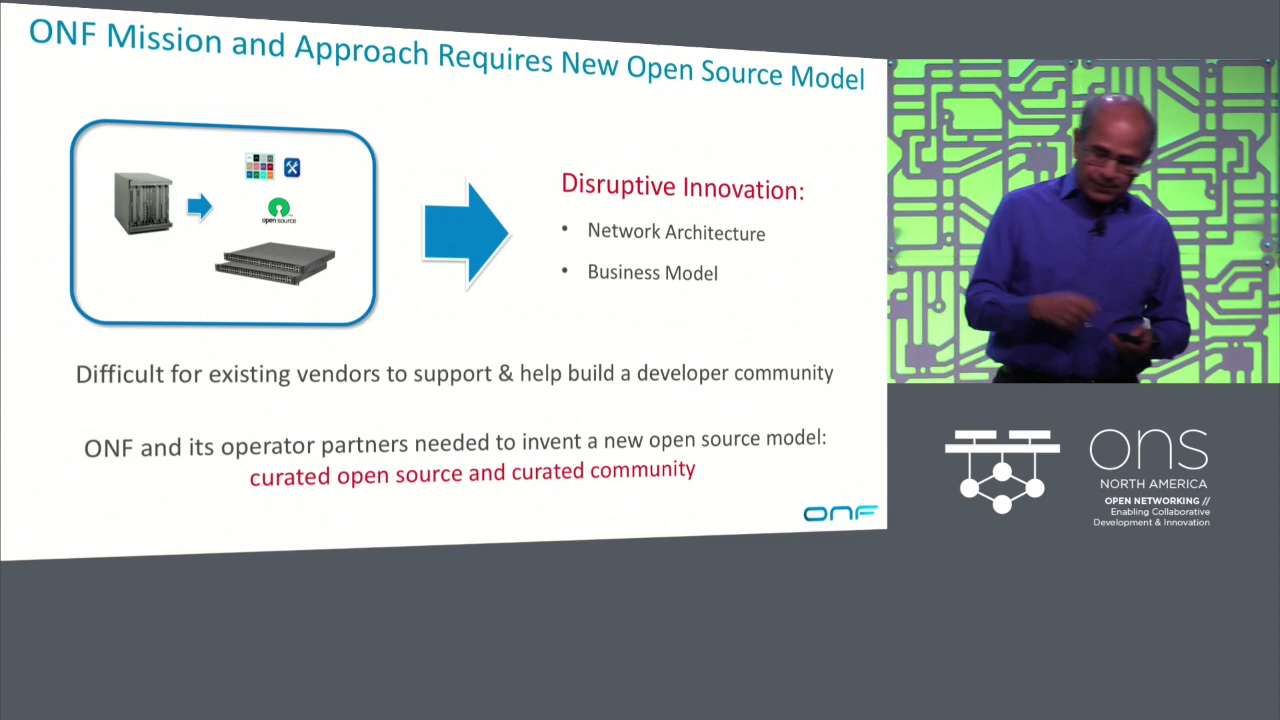 ONF Mission and Approach Requires New Open Source Model
open source
Disruptive Innovation:
• Network Architecture
• Business Model
Difficult for existing vendors to support & help build a developer community
ONF and its operator partners needed to invent a new open source model:
curated open source and curated community
ONF
ons
NORTH AMERICA
OPEN NETWORKING //
Enabling Collaborative
Development & Innovation